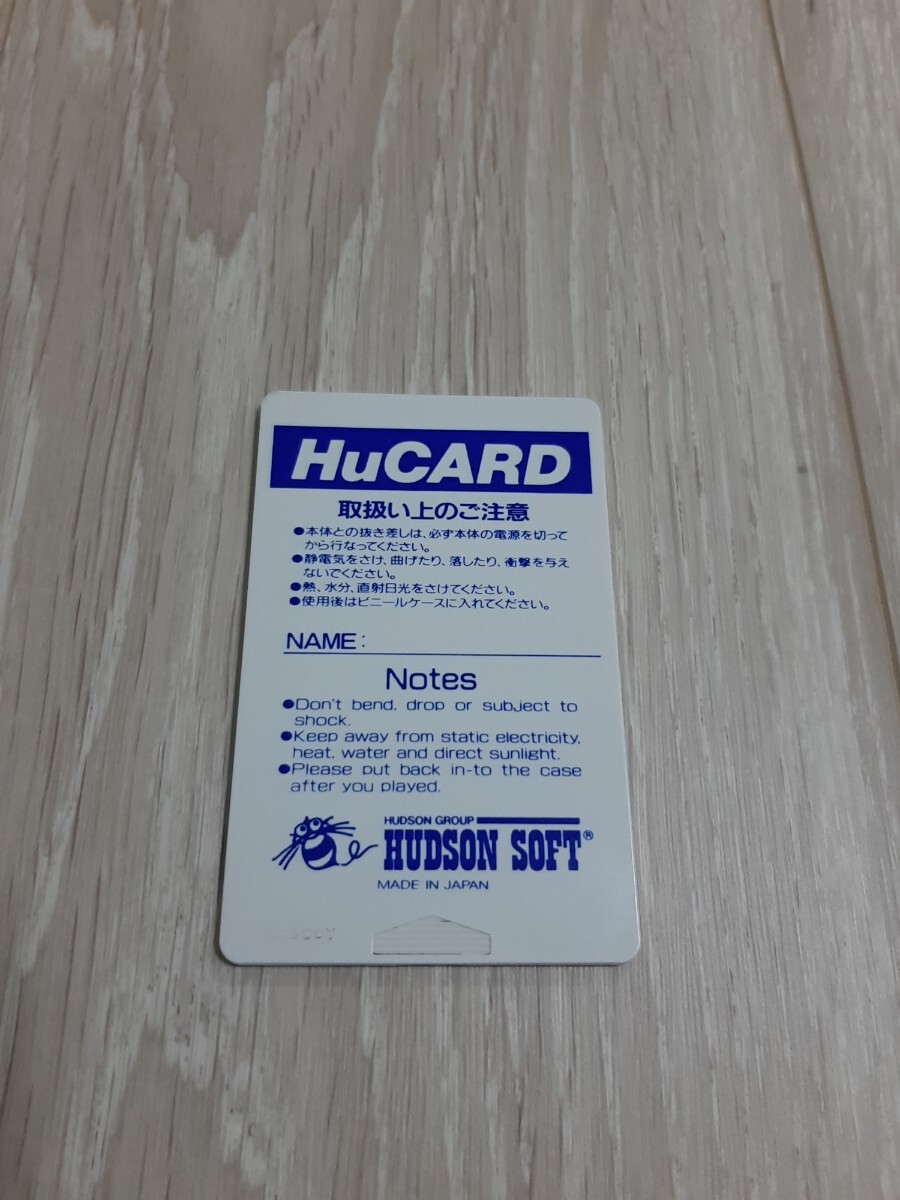 HuCARD
取扱い上のご注意
●本体との抜き差しは、必ず本体の電源を切って
から行なってください。
●静電気をさけ、曲げたり、落したり、衝撃を与え
ないでください。
●熱、水分、直射日光をさけてください。
●使用後はビニールケースに入れてください。
NAME:
Notes
●Don't bend, drop or subject to
shock.
●Keep away from static electricity,
heat, water and direct sunlight.
●Please put back in-to the case
after you played.
HUDSON GROUP
HUDSON SOFT®
MADE IN JAPAN